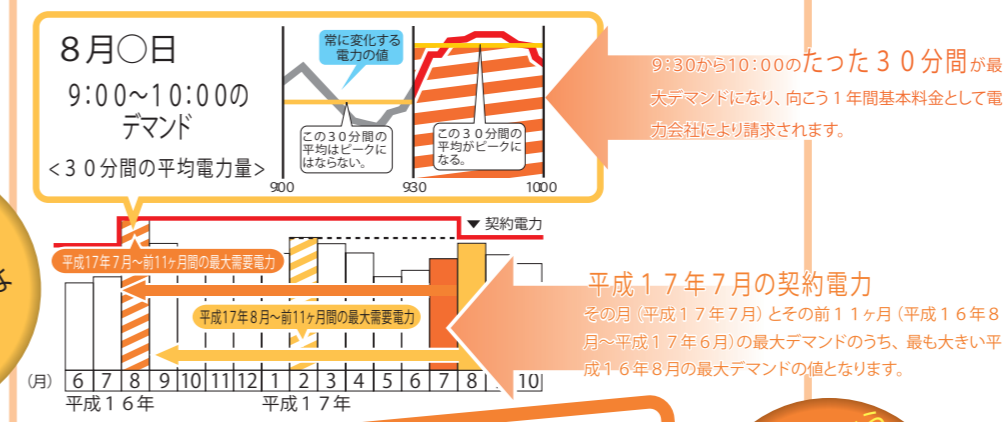 8月○日
9:00~10:00の
デマンド
<30分間の平均電力量>
常に変化する
電力の値
この30分間の
平均はピークに
はならない。
この30分間の
平均がピークに
なる。
900 930 1000
9:30から10:00のたった30分間が最
大デマンドになり、向こう1年間基本料金として電
力会社により請求されます。
▼ 契約電力
平成17年7月~前11ヶ月間の最大需要電力
平成17年8月~前11ヶ月間の最大需要電力
(月) 6 7 8 9 10 11 12 1 2 3 4 5 6 7 8 10
平成16年 平成17年
平成17年7月の契約電力
その月(平成17年7月)とその前11ヶ月(平成16年8
月~平成17年6月)の最大デマンドのうち、最も大きい平
成16年8月の最大デマンドの値となります。